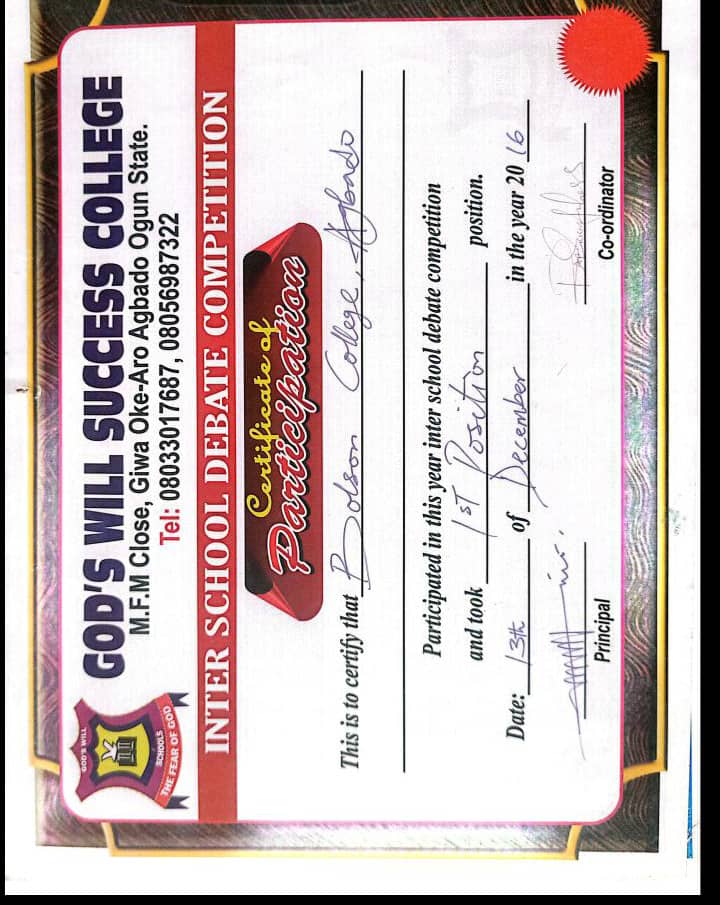 GOD'S WILL
SCHOOLS
THE FEAR OF GOD
GOD'S WILL SUCCESS COLLEGE
M.F.M Close, Giwa Oke-Aro Agbado Ogun State.
Tel: 08033017687, 08056987322
INTER SCHOOL DEBATE COMPETITION
Certificate of
Participation
This is to certify that Bolson College, Agbado
Participated in this year inter school debate competition
and took 1ST Position position.
Date: 13th of December in the year 2016
Principal
Co-ordinator